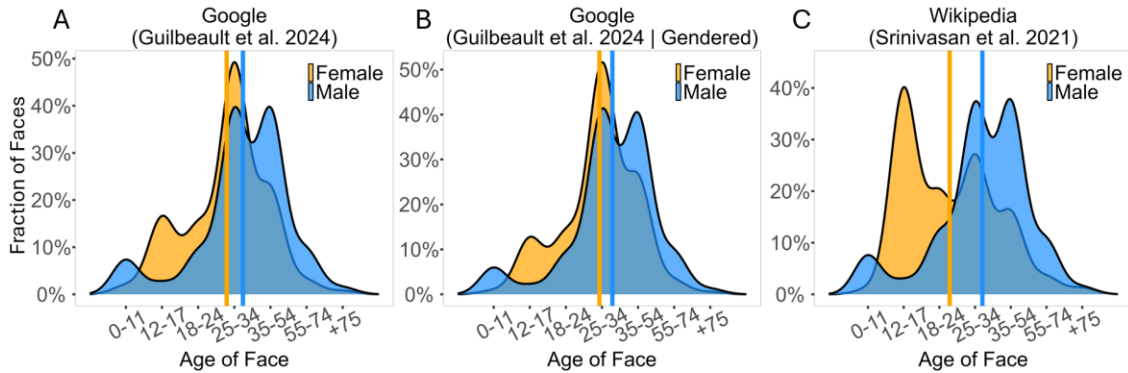 A
Google
(Guilbeault et al. 2024)
Female
Male
Fraction of Faces
50%
40%
30%
20%
10%
0%
0-11
12-17
18-24
25-34
35-54
55-74
+75
Age of Face
B
Google
(Guilbeault et al. 2024 | Gendered)
Female
Male
50%
40%
30%
20%
10%
0%
0-11
12-17
18-24
25-34
35-54
55-74
+75
Age of Face
C
Wikipedia
(Srinivasan et al. 2021)
Female
Male
40%
30%
20%
10%
0%
0-11
12-17
18-24
25-34
35-54
55-74
+75
Age of Face